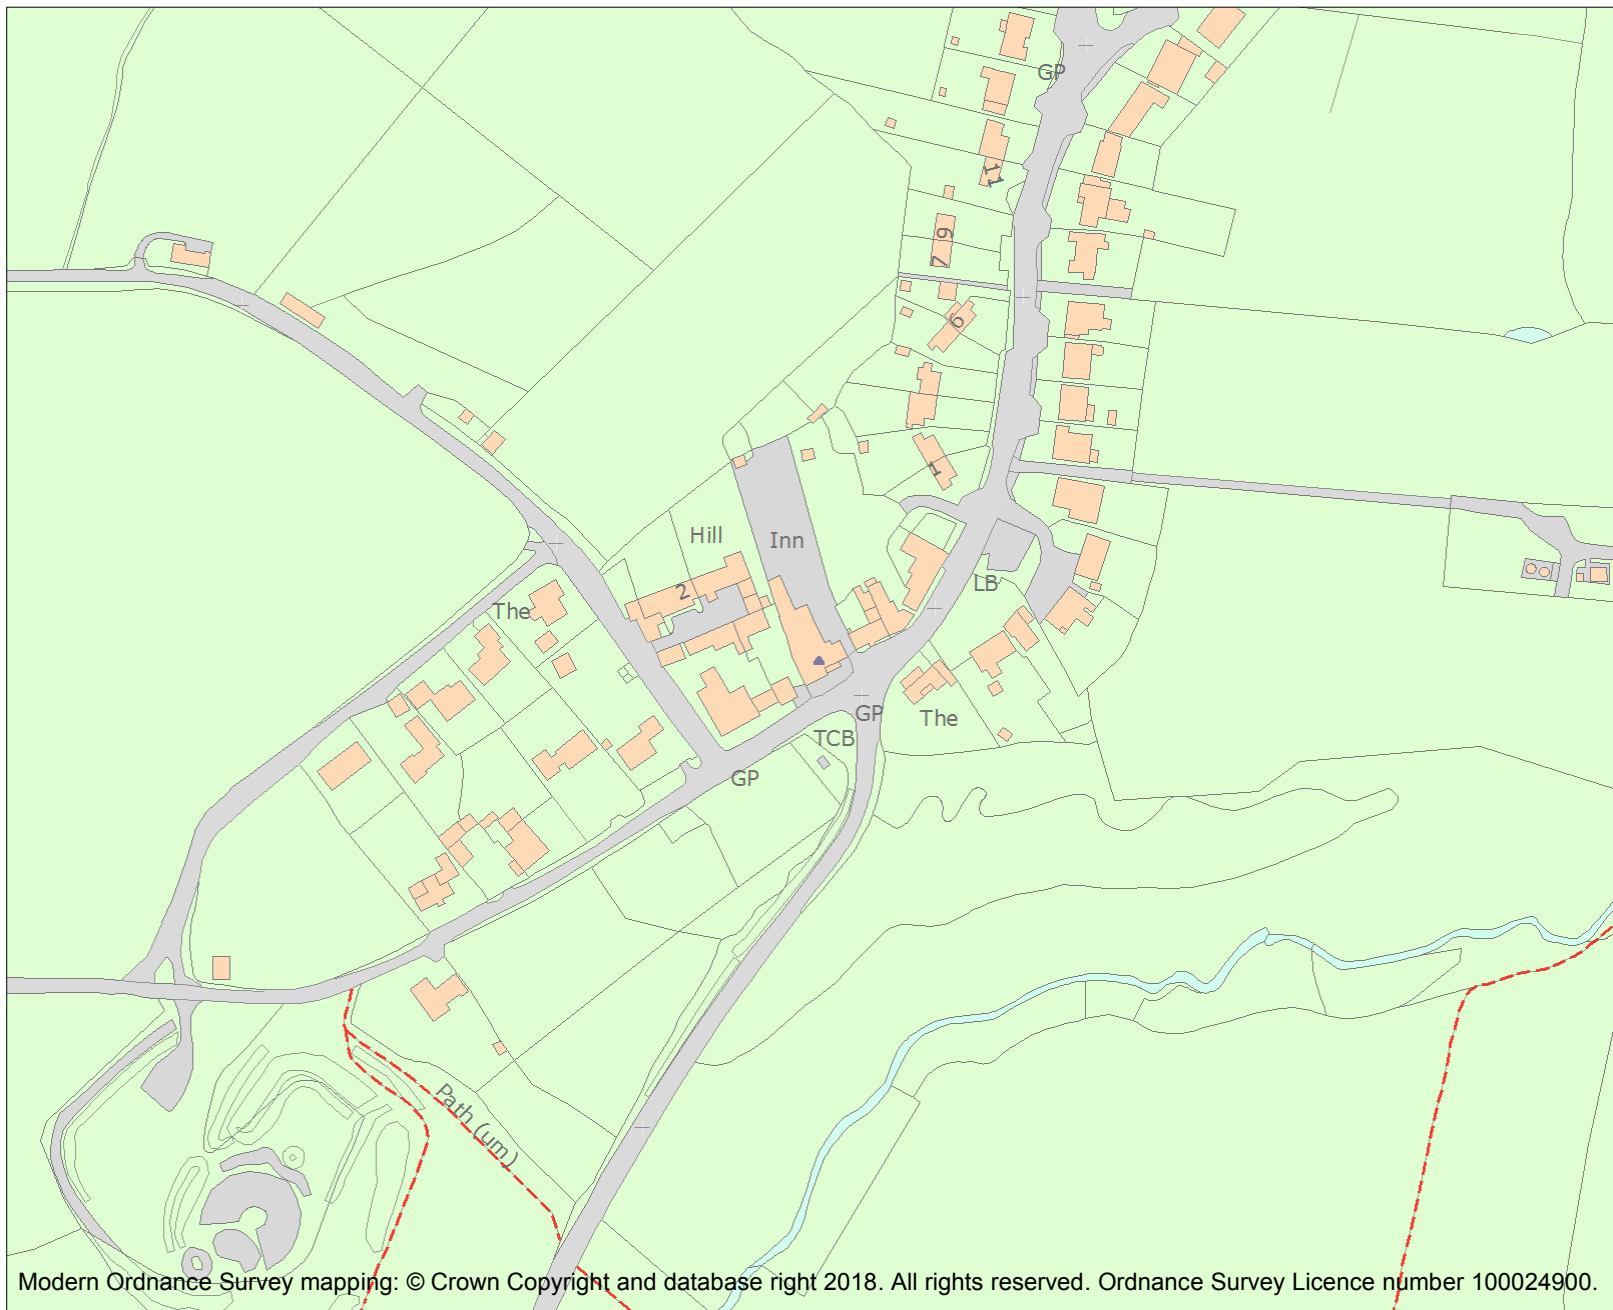 GP
11
9
7
6
1
Hill
Inn
2
LB
The
GP
The
TCB
GP
Path (um)
Modern Ordnance Survey mapping: © Crown Copyright and database right 2018. All rights reserved. Ordnance Survey Licence number 100024900.